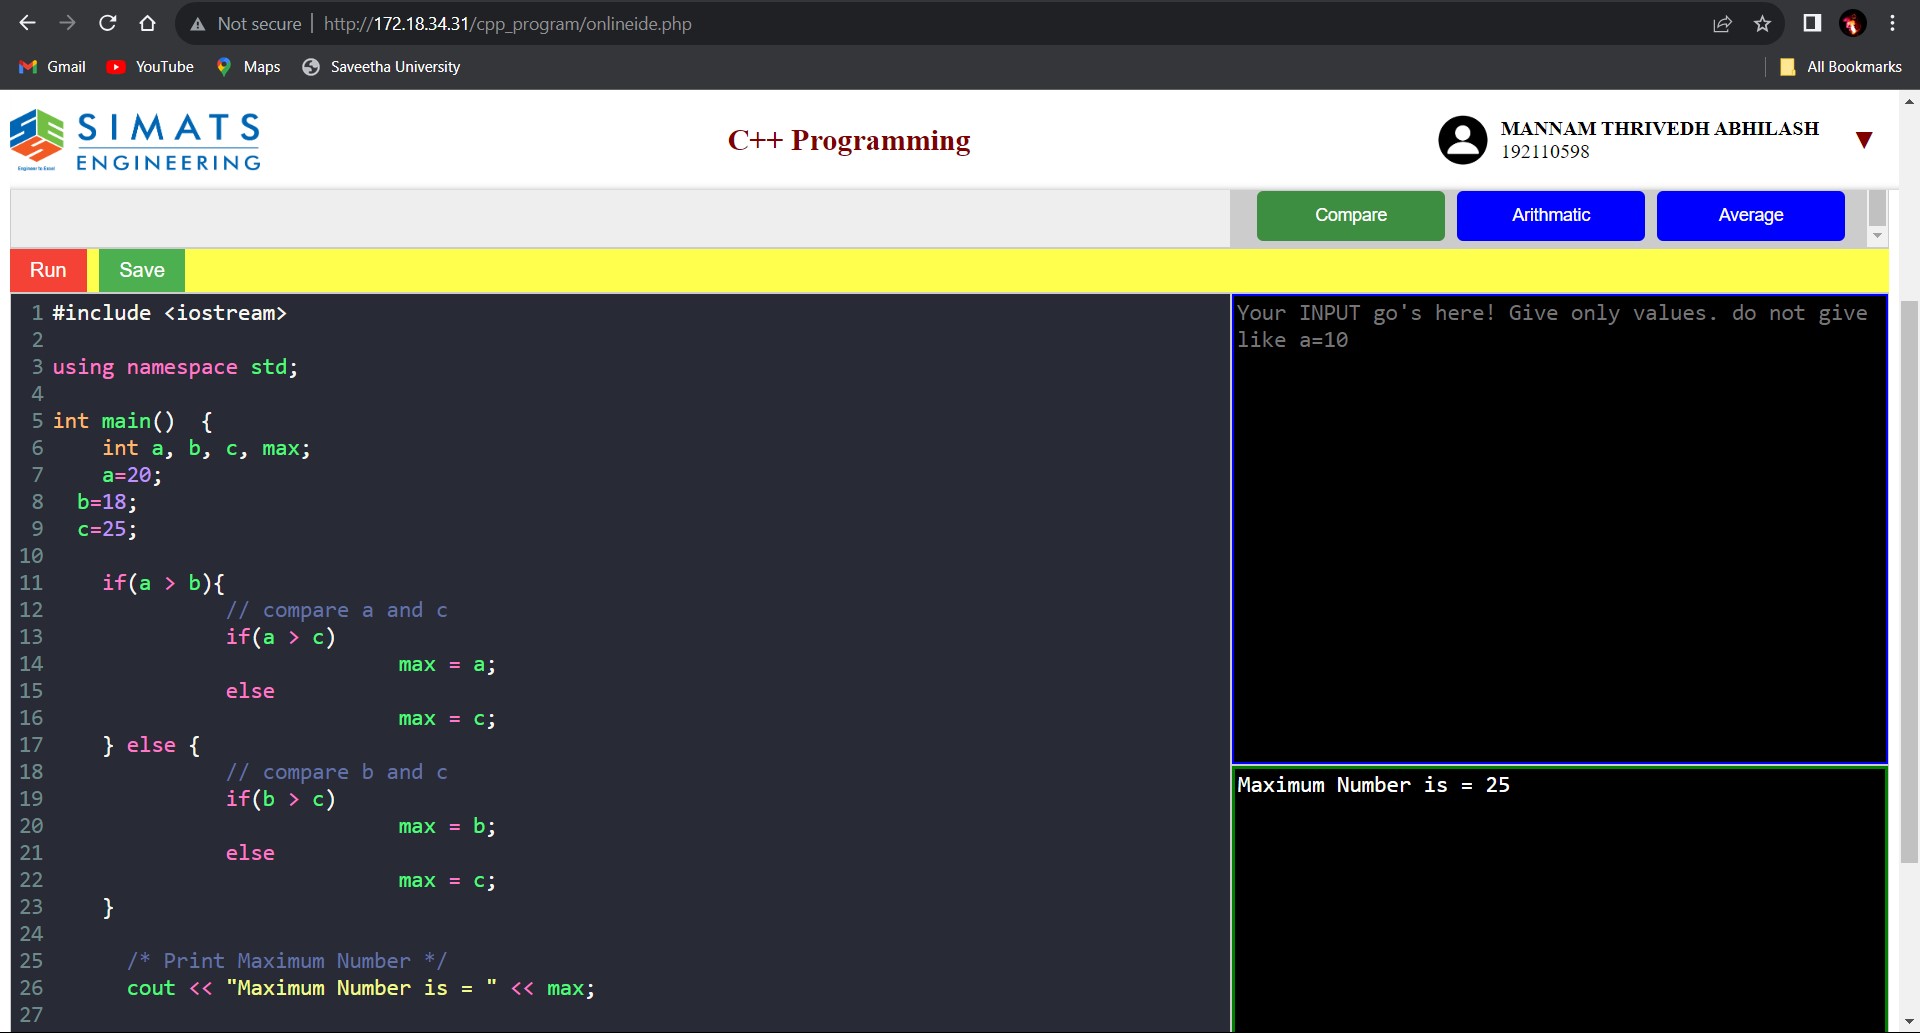 Not secure | http://172.18.34.31/cpp_program/onlineide.php
Gmail YouTube Maps Saveetha University All Bookmarks
SIMATS
ENGINEERING
Engineer to Excel
C++ Programming
MANNAM THRIVEDH ABHILASH
192110598
Compare Arithmatic Average
Run Save
1 #include <iostream>
2
3 using namespace std;
4
5 int main()  {
6     int a, b, c, max;
7     a=20;
8   b=18;
9   c=25;
10
11     if(a > b){
12               // compare a and c
13               if(a > c)
14                             max = a;
15               else
16                             max = c;
17     } else {
18               // compare b and c
19               if(b > c)
20                             max = b;
21               else
22                             max = c;
23     }
24
25       /* Print Maximum Number */
26       cout << "Maximum Number is = " << max;
27
Your INPUT go's here! Give only values. do not give
like a=10
Maximum Number is = 25